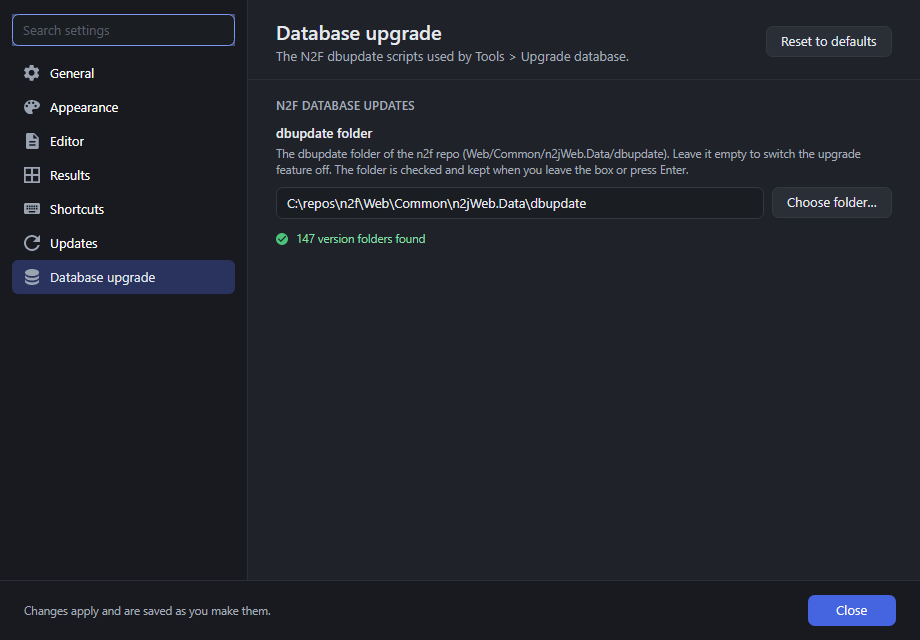 Search settings
General
Appearance
Editor
Results
Shortcuts
Updates
Database upgrade
Database upgrade
The N2F dbupdate scripts used by Tools > Upgrade database.
Reset to defaults
N2F DATABASE UPDATES
dbupdate folder
The dbupdate folder of the n2f repo (Web/Common/n2jWeb.Data/dbupdate). Leave it empty to switch the upgrade
feature off. The folder is checked and kept when you leave the box or press Enter.
C:\repos\n2f\Web\Common\n2jWeb.Data\dbupdate
Choose folder...
147 version folders found
Changes apply and are saved as you make them.
Close